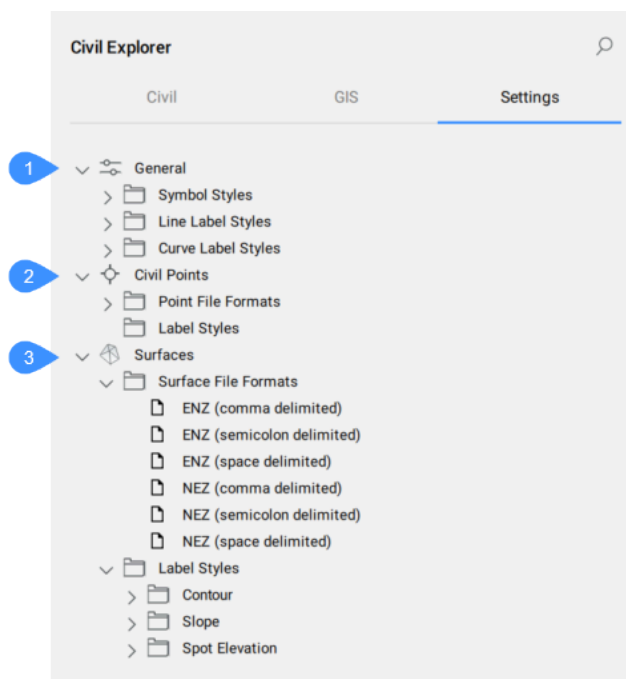 Civil Explorer
Civil GIS Settings
1 General
Symbol Styles
Line Label Styles
Curve Label Styles
2 Civil Points
Point File Formats
Label Styles
3 Surfaces
Surface File Formats
ENZ (comma delimited)
ENZ (semicolon delimited)
ENZ (space delimited)
NEZ (comma delimited)
NEZ (semicolon delimited)
NEZ (space delimited)
Label Styles
Contour
Slope
Spot Elevation